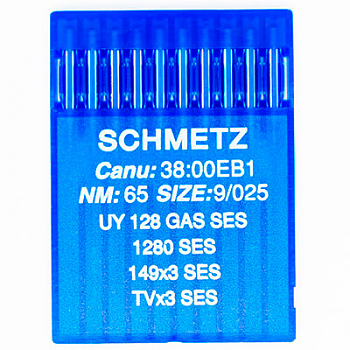 SCHMETZ
Canu: 38:00EB1
NM: 65 SIZE:9/025
UY 128 GAS SES
1280 SES
149x3 SES
TVx3 SES